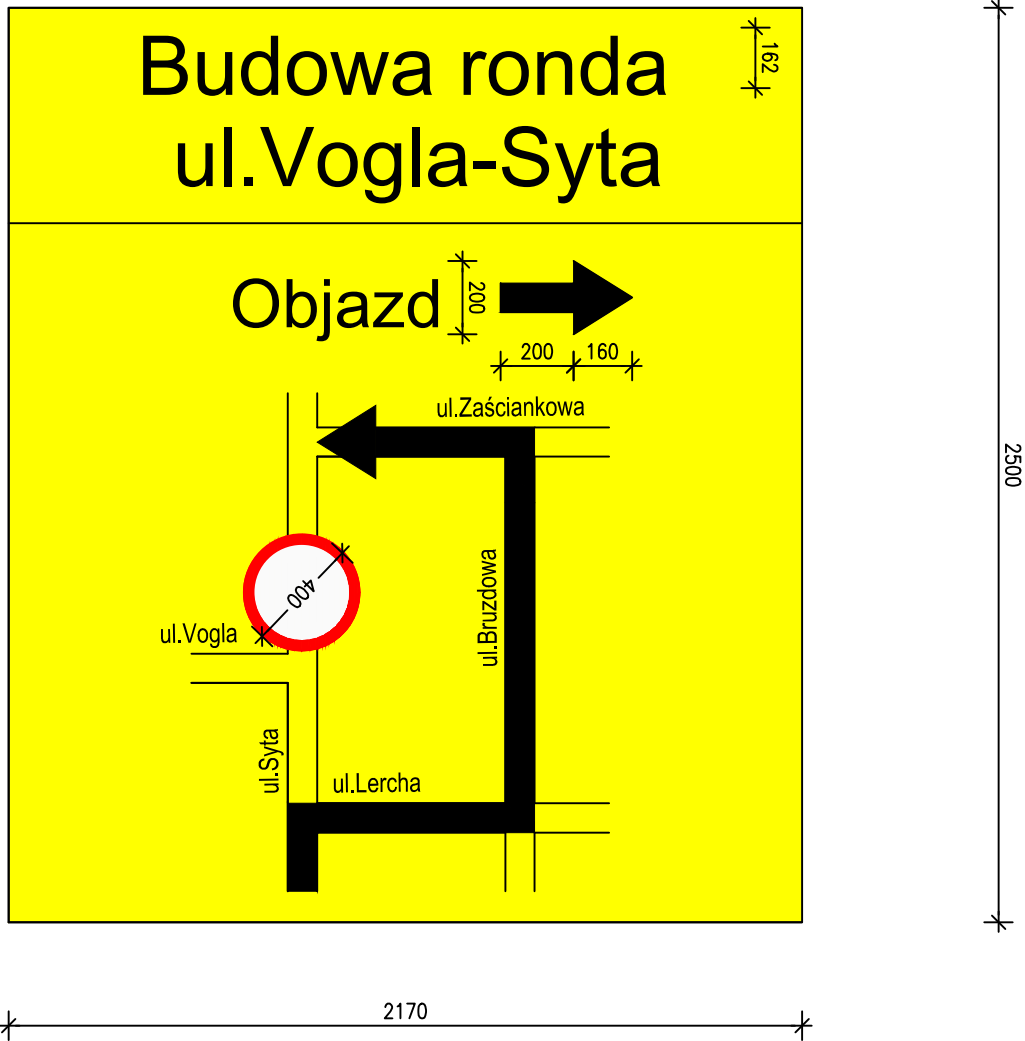 Budowa ronda
162
ul.Vogla-Syta
Objazd
200
200
160
ul.Zaściankowa
2500
400
ul.Bruzdowa
ul.Vogla
ul.Syta
ul.Lercha
2170